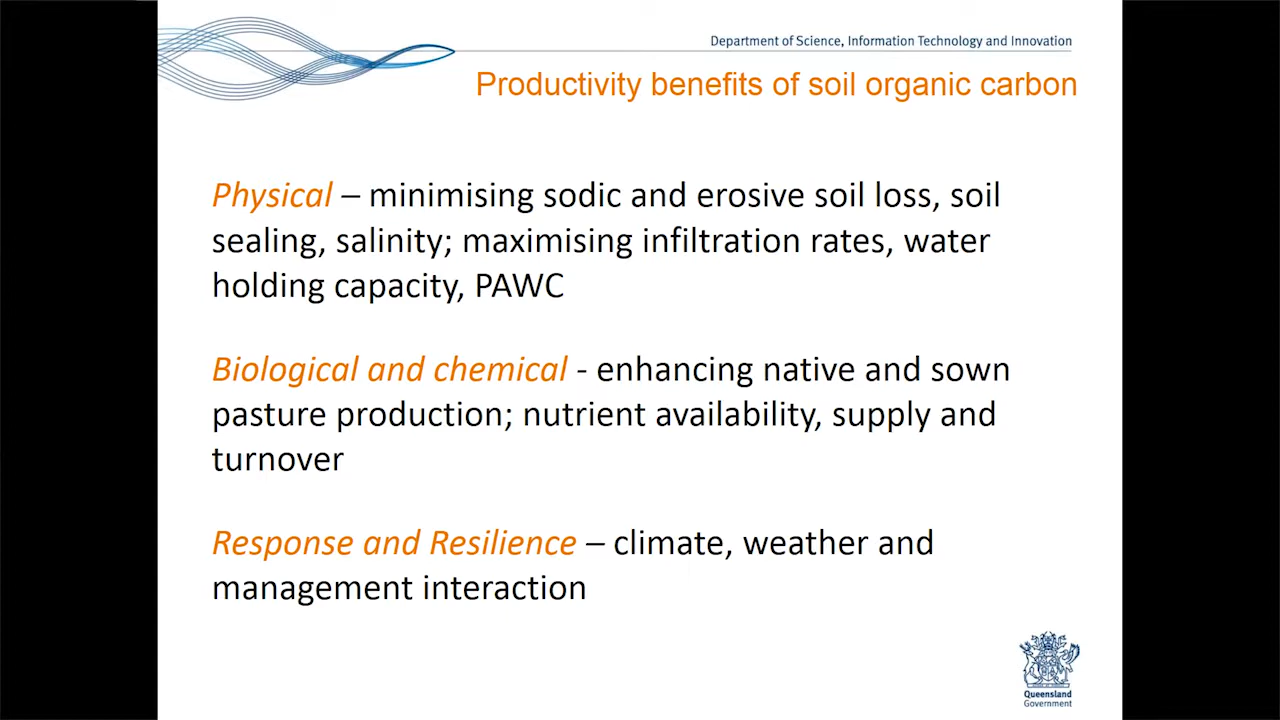 Department of Science, Information Technology and Innovation
Productivity benefits of soil organic carbon
Physical – minimising sodic and erosive soil loss, soil
sealing, salinity; maximising infiltration rates, water
holding capacity, PAWC
Biological and chemical - enhancing native and sown
pasture production; nutrient availability, supply and
turnover
Response and Resilience – climate, weather and
management interaction
Queensland
Government